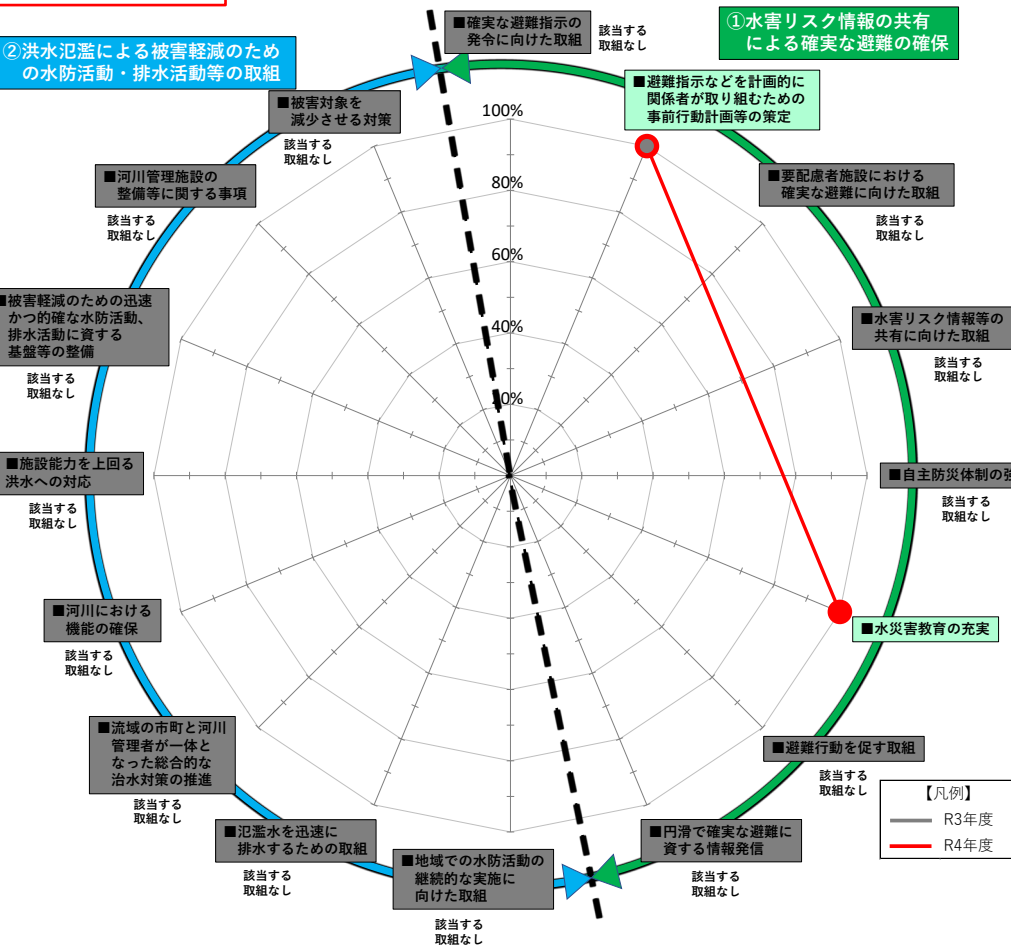 ■確実な避難指示の
発令に向けた取組
該当する
取組なし
①水害リスク情報の共有
による確実な避難の確保
②洪水氾濫による被害軽減のため
の水防活動・排水活動等の取組
■避難指示などを計画的に
関係者が取り組むための
事前行動計画等の策定
■被害対象を
減少させる対策
該当する
取組なし
100%
80%
60%
40%
20%
■要配慮者施設における
確実な避難に向けた取組
該当する
取組なし
■河川管理施設の
整備等に関する事項
該当する
取組なし
■被害軽減のための迅速
かつ的確な水防活動、
排水活動に資する
基盤等の整備
該当する
取組なし
■水害リスク情報等の
共有に向けた取組
該当する
取組なし
■施設能力を上回る
洪水への対応
該当する
取組なし
■自主防災体制の強
該当する
取組なし
■河川における
機能の確保
該当する
取組なし
■水災害教育の充実
■流域の市町と河川
管理者が一体と
なった総合的な
治水対策の推進
該当する
取組なし
■避難行動を促す取組
該当する
取組なし
■氾濫水を迅速に
排水するための取組
該当する
取組なし
■地域での水防活動の
継続的な実施に
向けた取組
該当する
取組なし
■円滑で確実な避難に
資する情報発信
該当する
取組なし
【凡例】
R3年度
R4年度